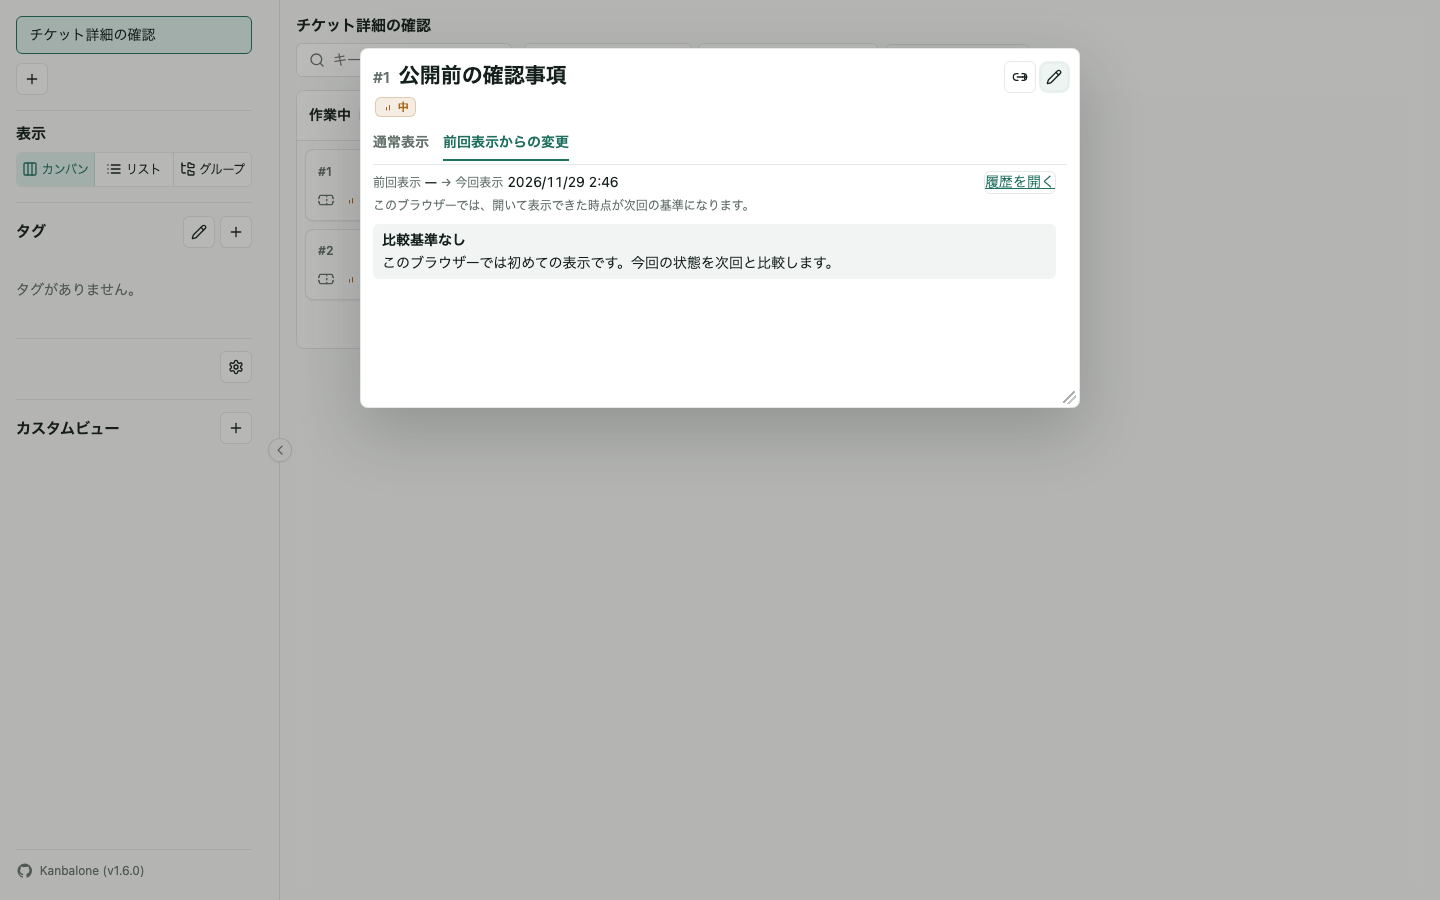 チケット詳細の確認
表示
カンバン
リスト
グループ
タグ
タグがありません。
カスタムビュー
Kanbalone (v1.6.0)
チケット詳細の確認
キー
作業中
#1
#2
#1 公開前の確認事項
中
通常表示 前回表示からの変更
前回表示 — → 今回表示 2026/11/29 2:46
履歴を開く
このブラウザーでは、開いて表示できた時点が次回の基準になります。
比較基準なし
このブラウザーでは初めての表示です。今回の状態を次回と比較します。